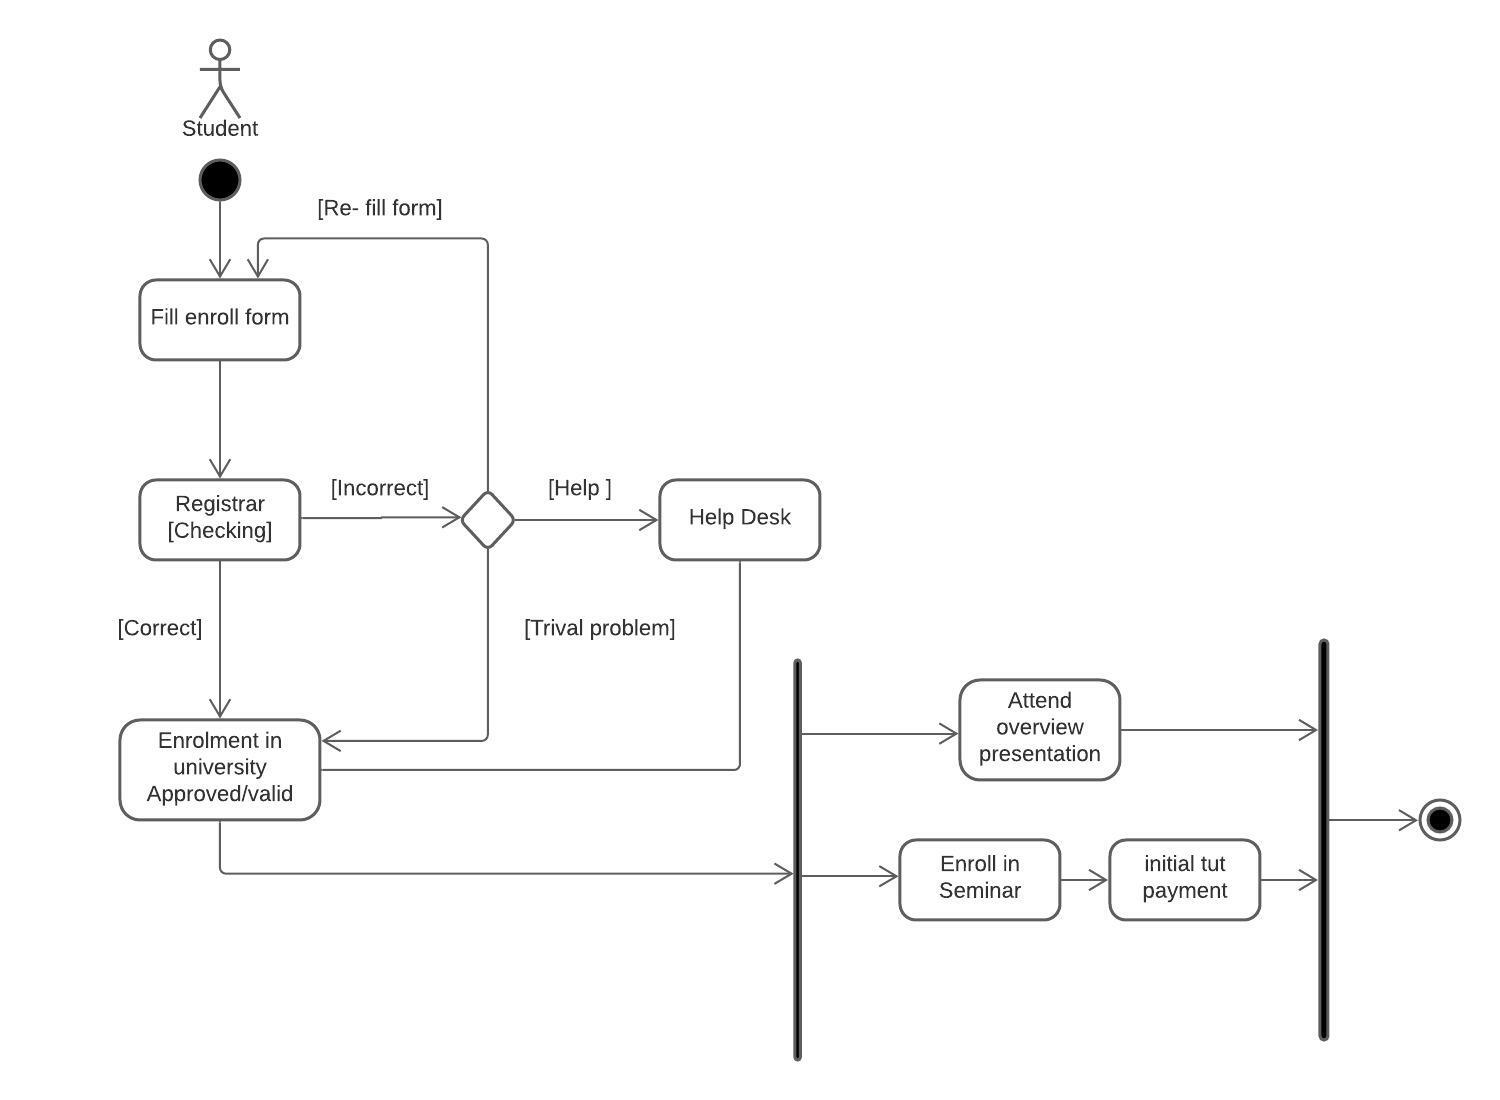 Student
[Re- fill form]
Fill enroll form
Registrar
[Checking]
[Incorrect]
[Help ]
Help Desk
[Correct]
[Trival problem]
Enrolment in
university
Approved/valid
Attend
overview
presentation
Enroll in
Seminar
initial tut
payment